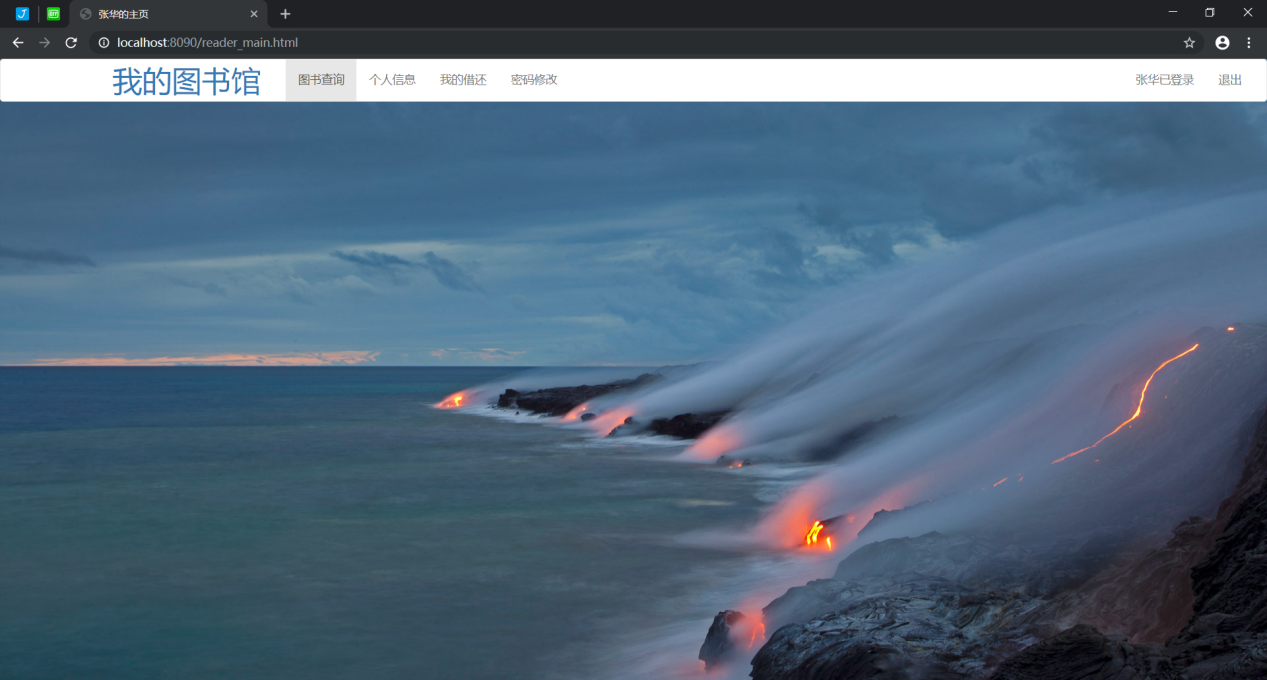 张华的主页
localhost:8090/reader_main.html
我的图书馆 图书查询 个人信息 我的借还 密码修改 张华已登录 退出